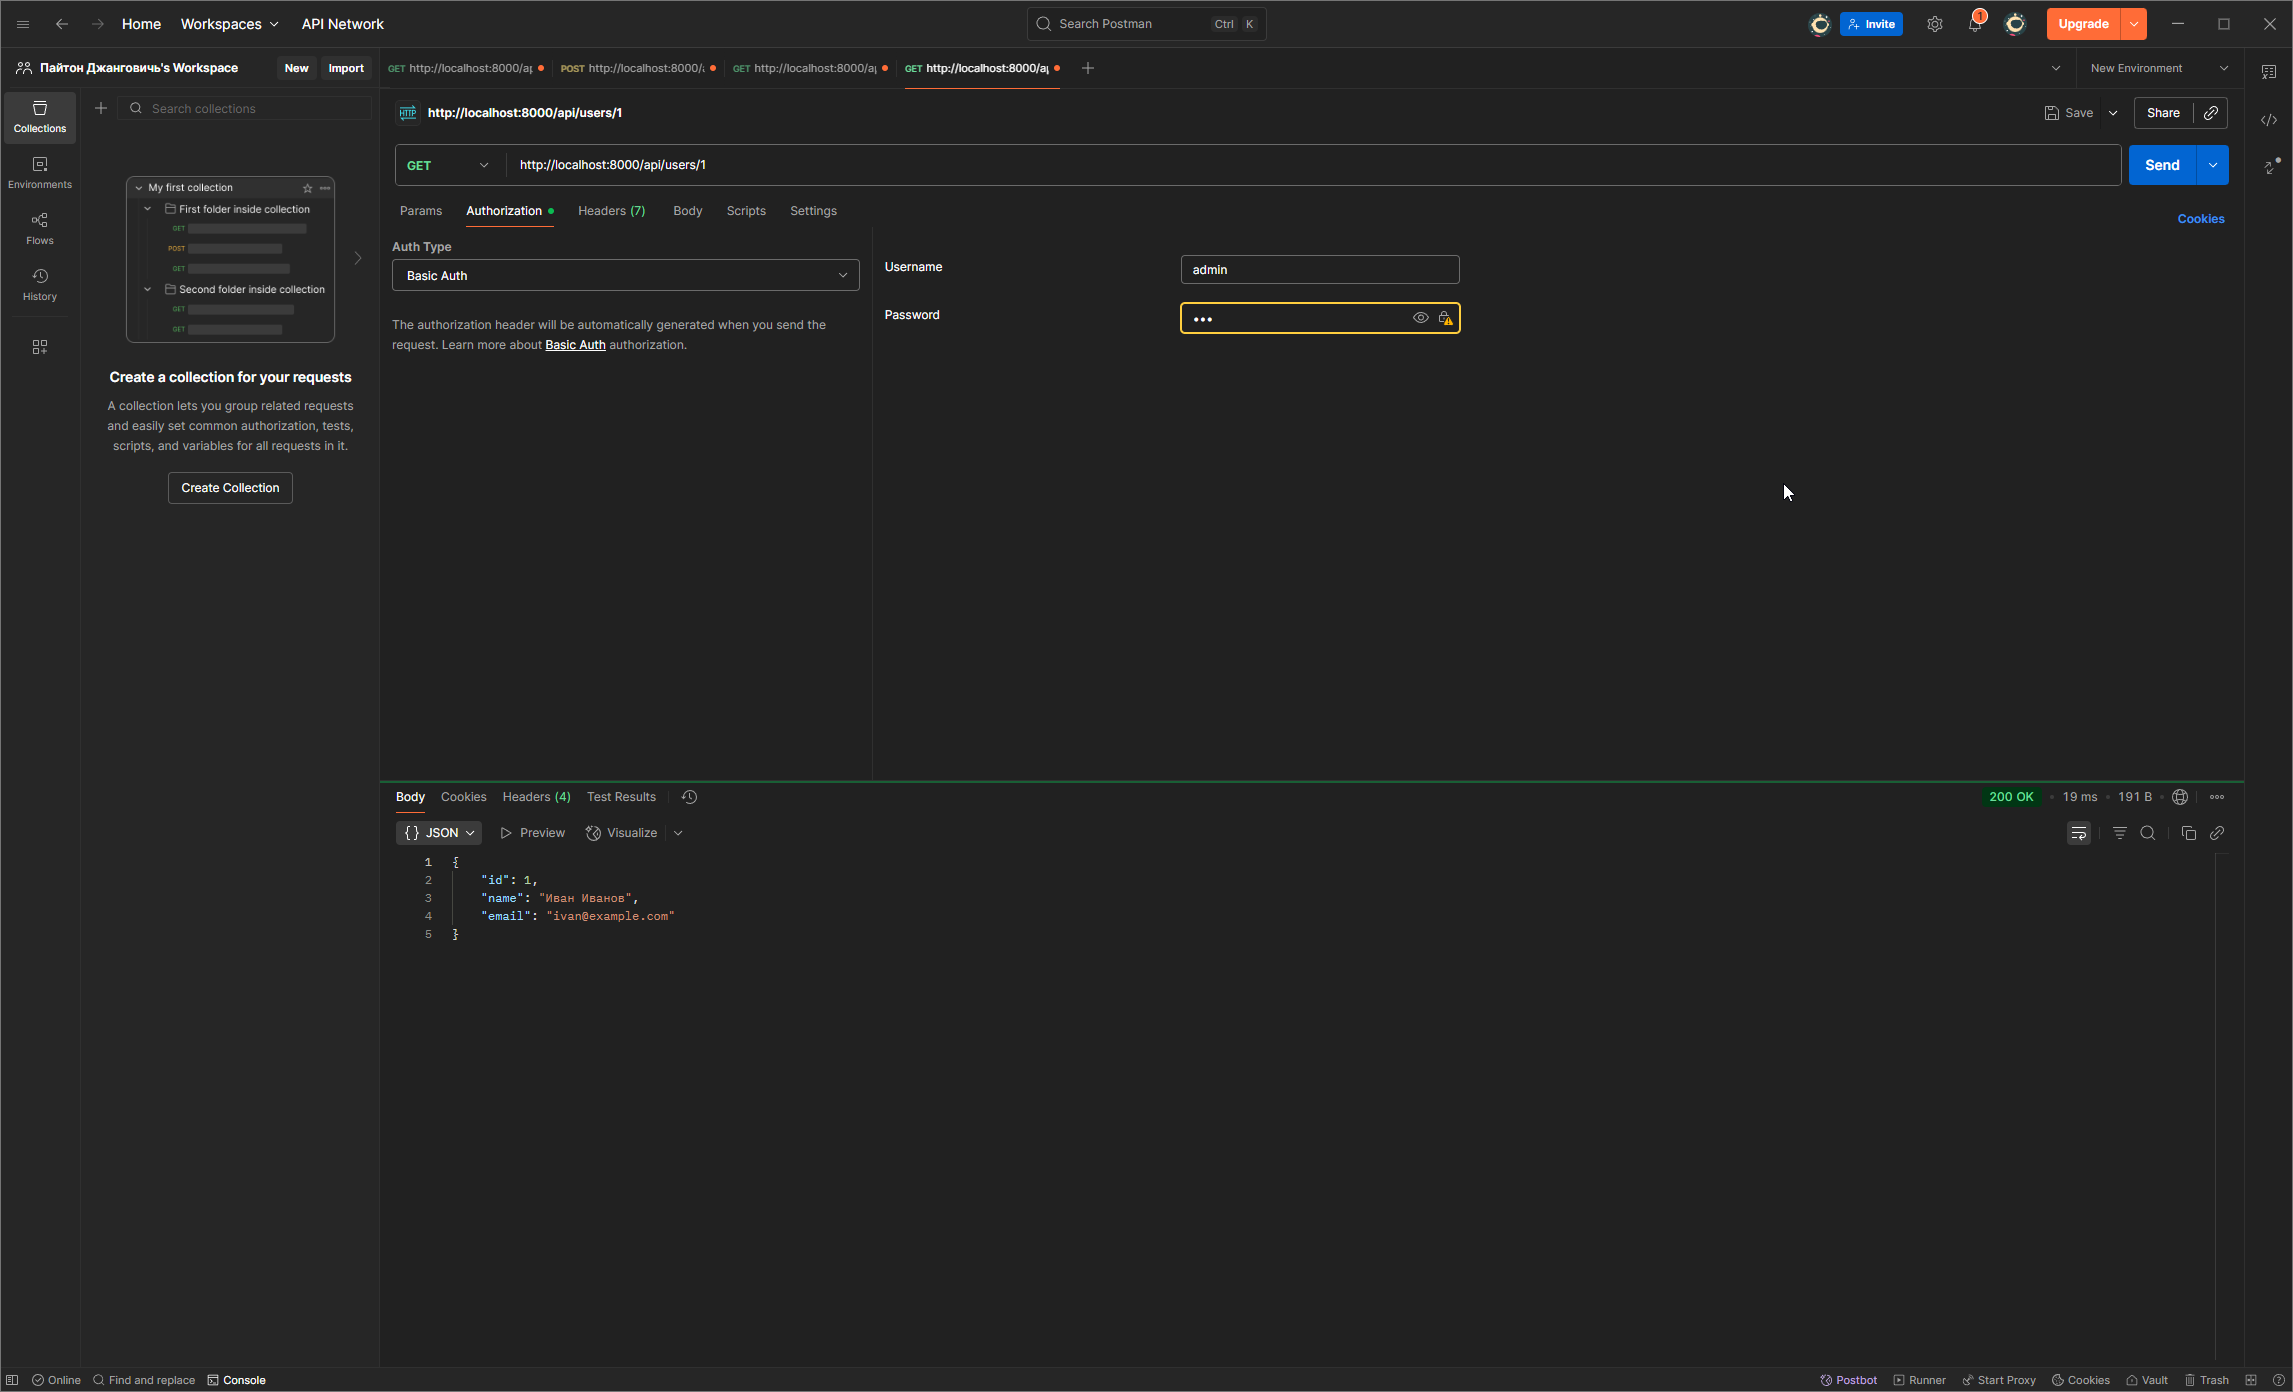 Home Workspaces API Network Search Postman Ctrl K Invite 1 Upgrade
Пайтон Джанговичь's Workspace New Import
GET http://localhost:8000/ap POST http://localhost:8000/ GET http://localhost:8000/ap GET http://localhost:8000/ap New Environment
Collections
Environments
Flows
History
Search collections
My first collection
First folder inside collection
GET
POST
GET
Second folder inside collection
GET
GET
Create a collection for your requests
A collection lets you group related requests
and easily set common authorization, tests,
scripts, and variables for all requests in it.
Create Collection
HTTP http://localhost:8000/api/users/1 Save Share
GET http://localhost:8000/api/users/1 Send
Params Authorization Headers (7) Body Scripts Settings Cookies
Auth Type
Basic Auth
The authorization header will be automatically generated when you send the
request. Learn more about Basic Auth authorization.
Username admin
Password •••
Body Cookies Headers (4) Test Results 200 OK • 19 ms • 191 B
{} JSON Preview Visualize
1 {
2 "id": 1,
3 "name": "Иван Иванов",
4 "email": "ivan@example.com"
5 }
Online Find and replace Console Postbot Runner Start Proxy Cookies Vault Trash